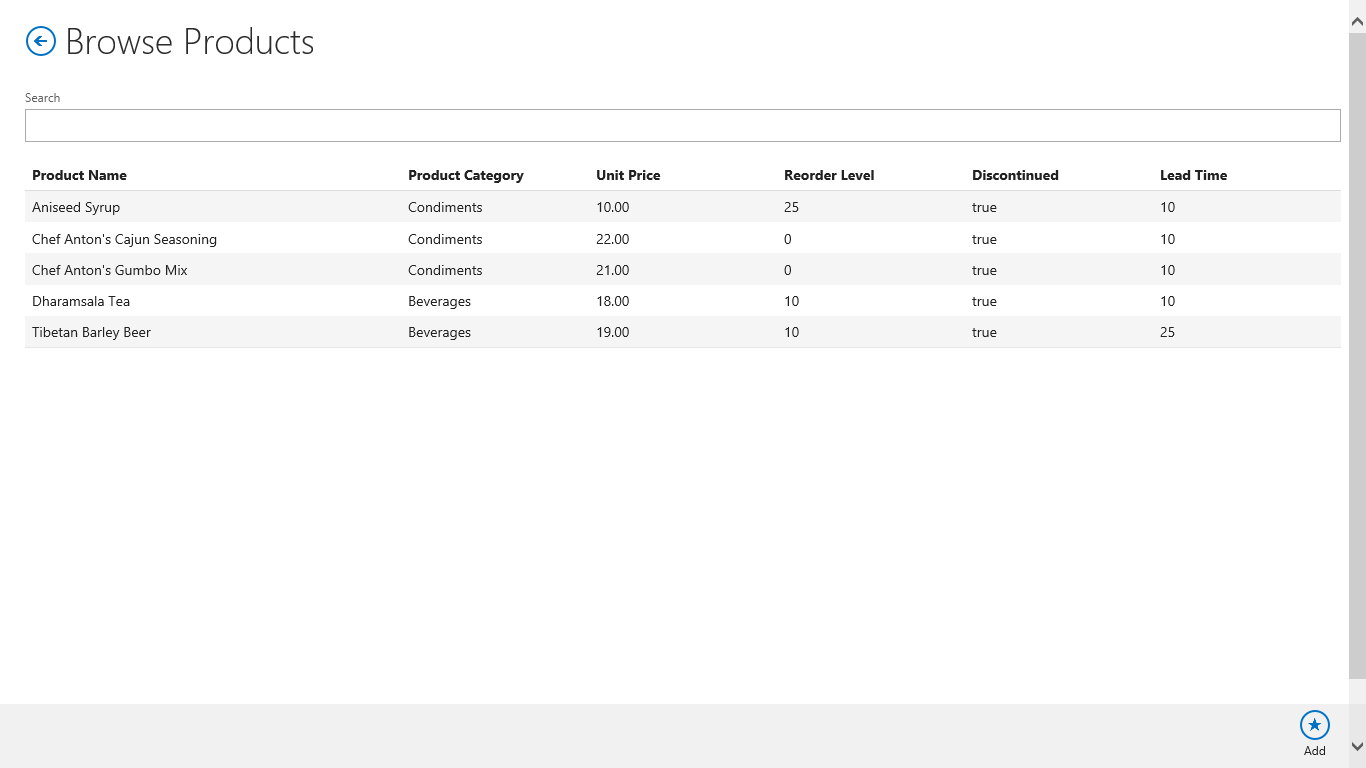 Browse Products
Search
Product Name Product Category Unit Price Reorder Level Discontinued Lead Time
Aniseed Syrup Condiments 10.00 25 true 10
Chef Anton's Cajun Seasoning Condiments 22.00 0 true 10
Chef Anton's Gumbo Mix Condiments 21.00 0 true 10
Dharamsala Tea Beverages 18.00 10 true 10
Tibetan Barley Beer Beverages 19.00 10 true 25
Add